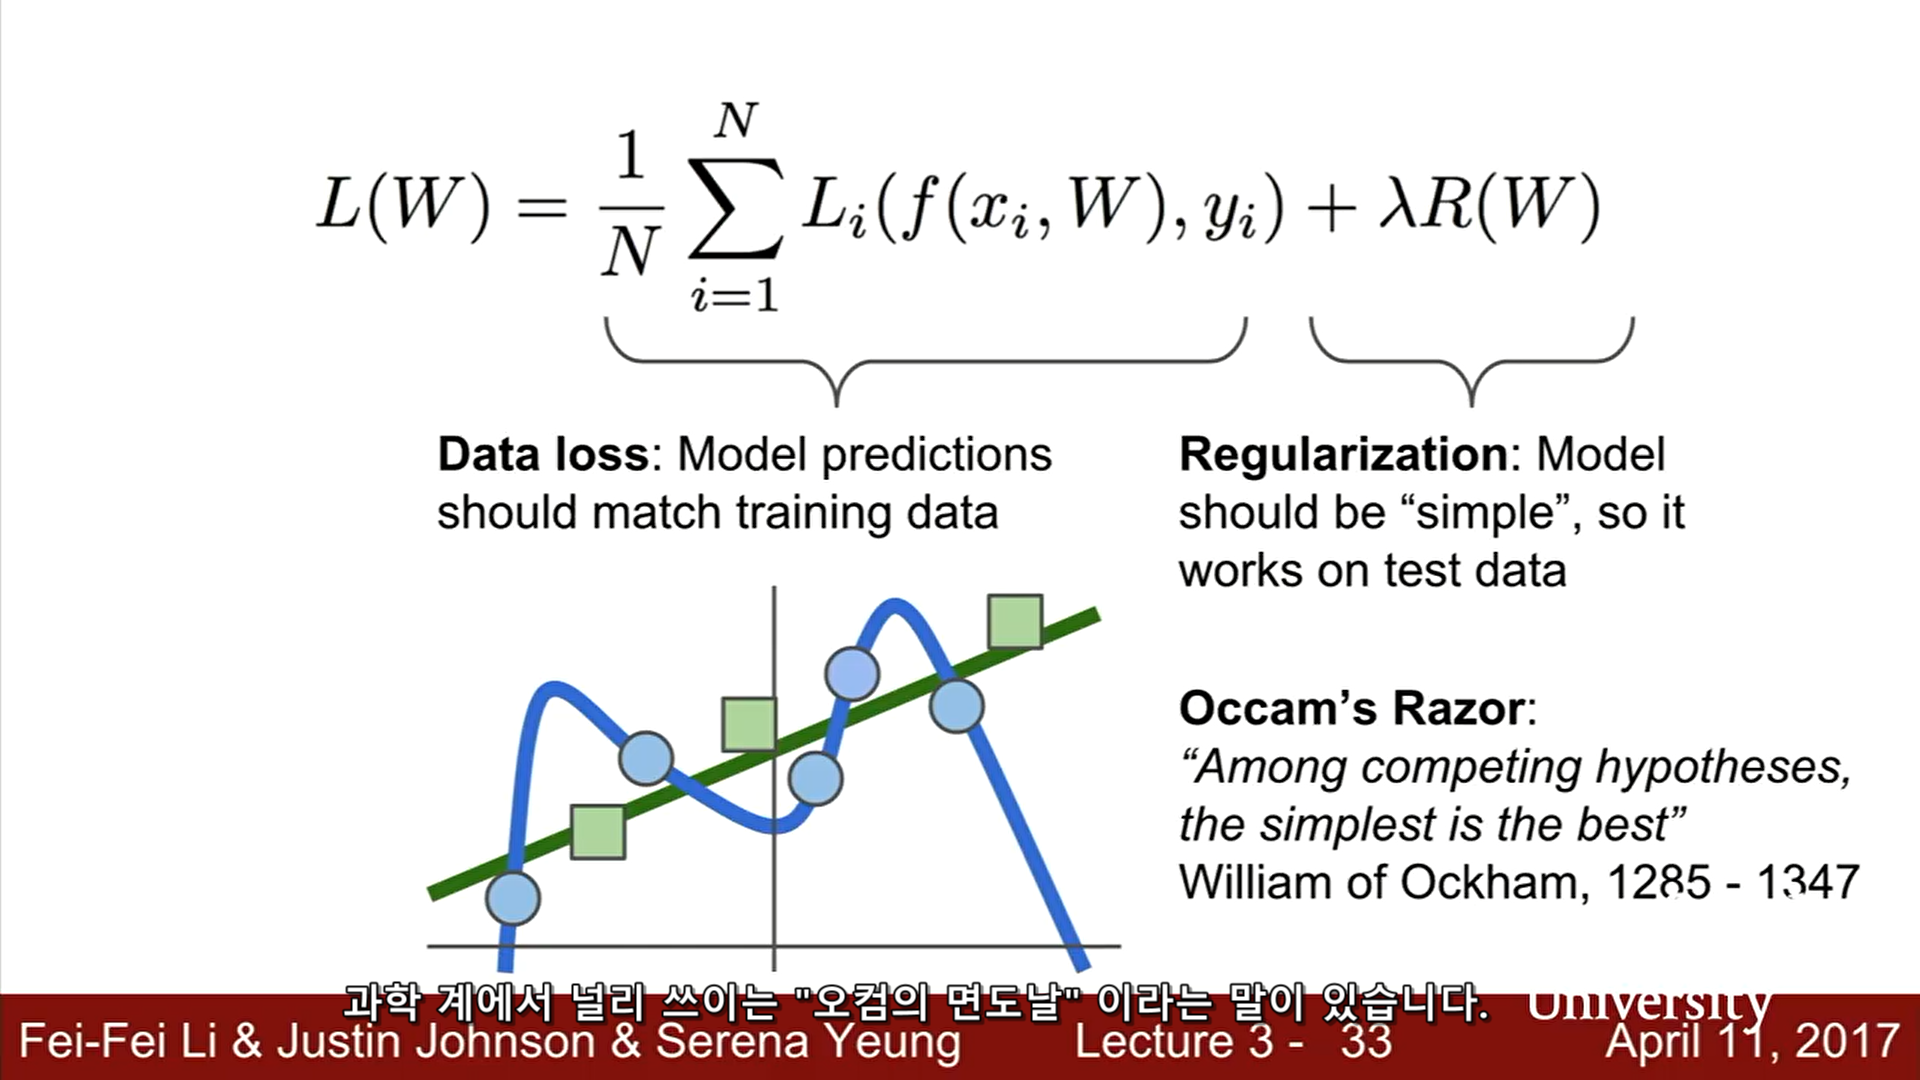 L(W) = \frac{1}{N} \sum_{i=1}^{N} L_i(f(x_i, W), y_i) + λR(W)
Data loss: Model predictions
should match training data
Regularization: Model
should be “simple”, so it
works on test data
Occam’s Razor:
“Among competing hypotheses,
the simplest is the best”
William of Ockham, 1285 - 1347
과학 계에서 널리 쓰이는 "오컴의 면도날" 이라는 말이 있습니다.
University
Fei-Fei Li & Justin Johnson & Serena Yeung Lecture 3 - 33 April 11, 2017